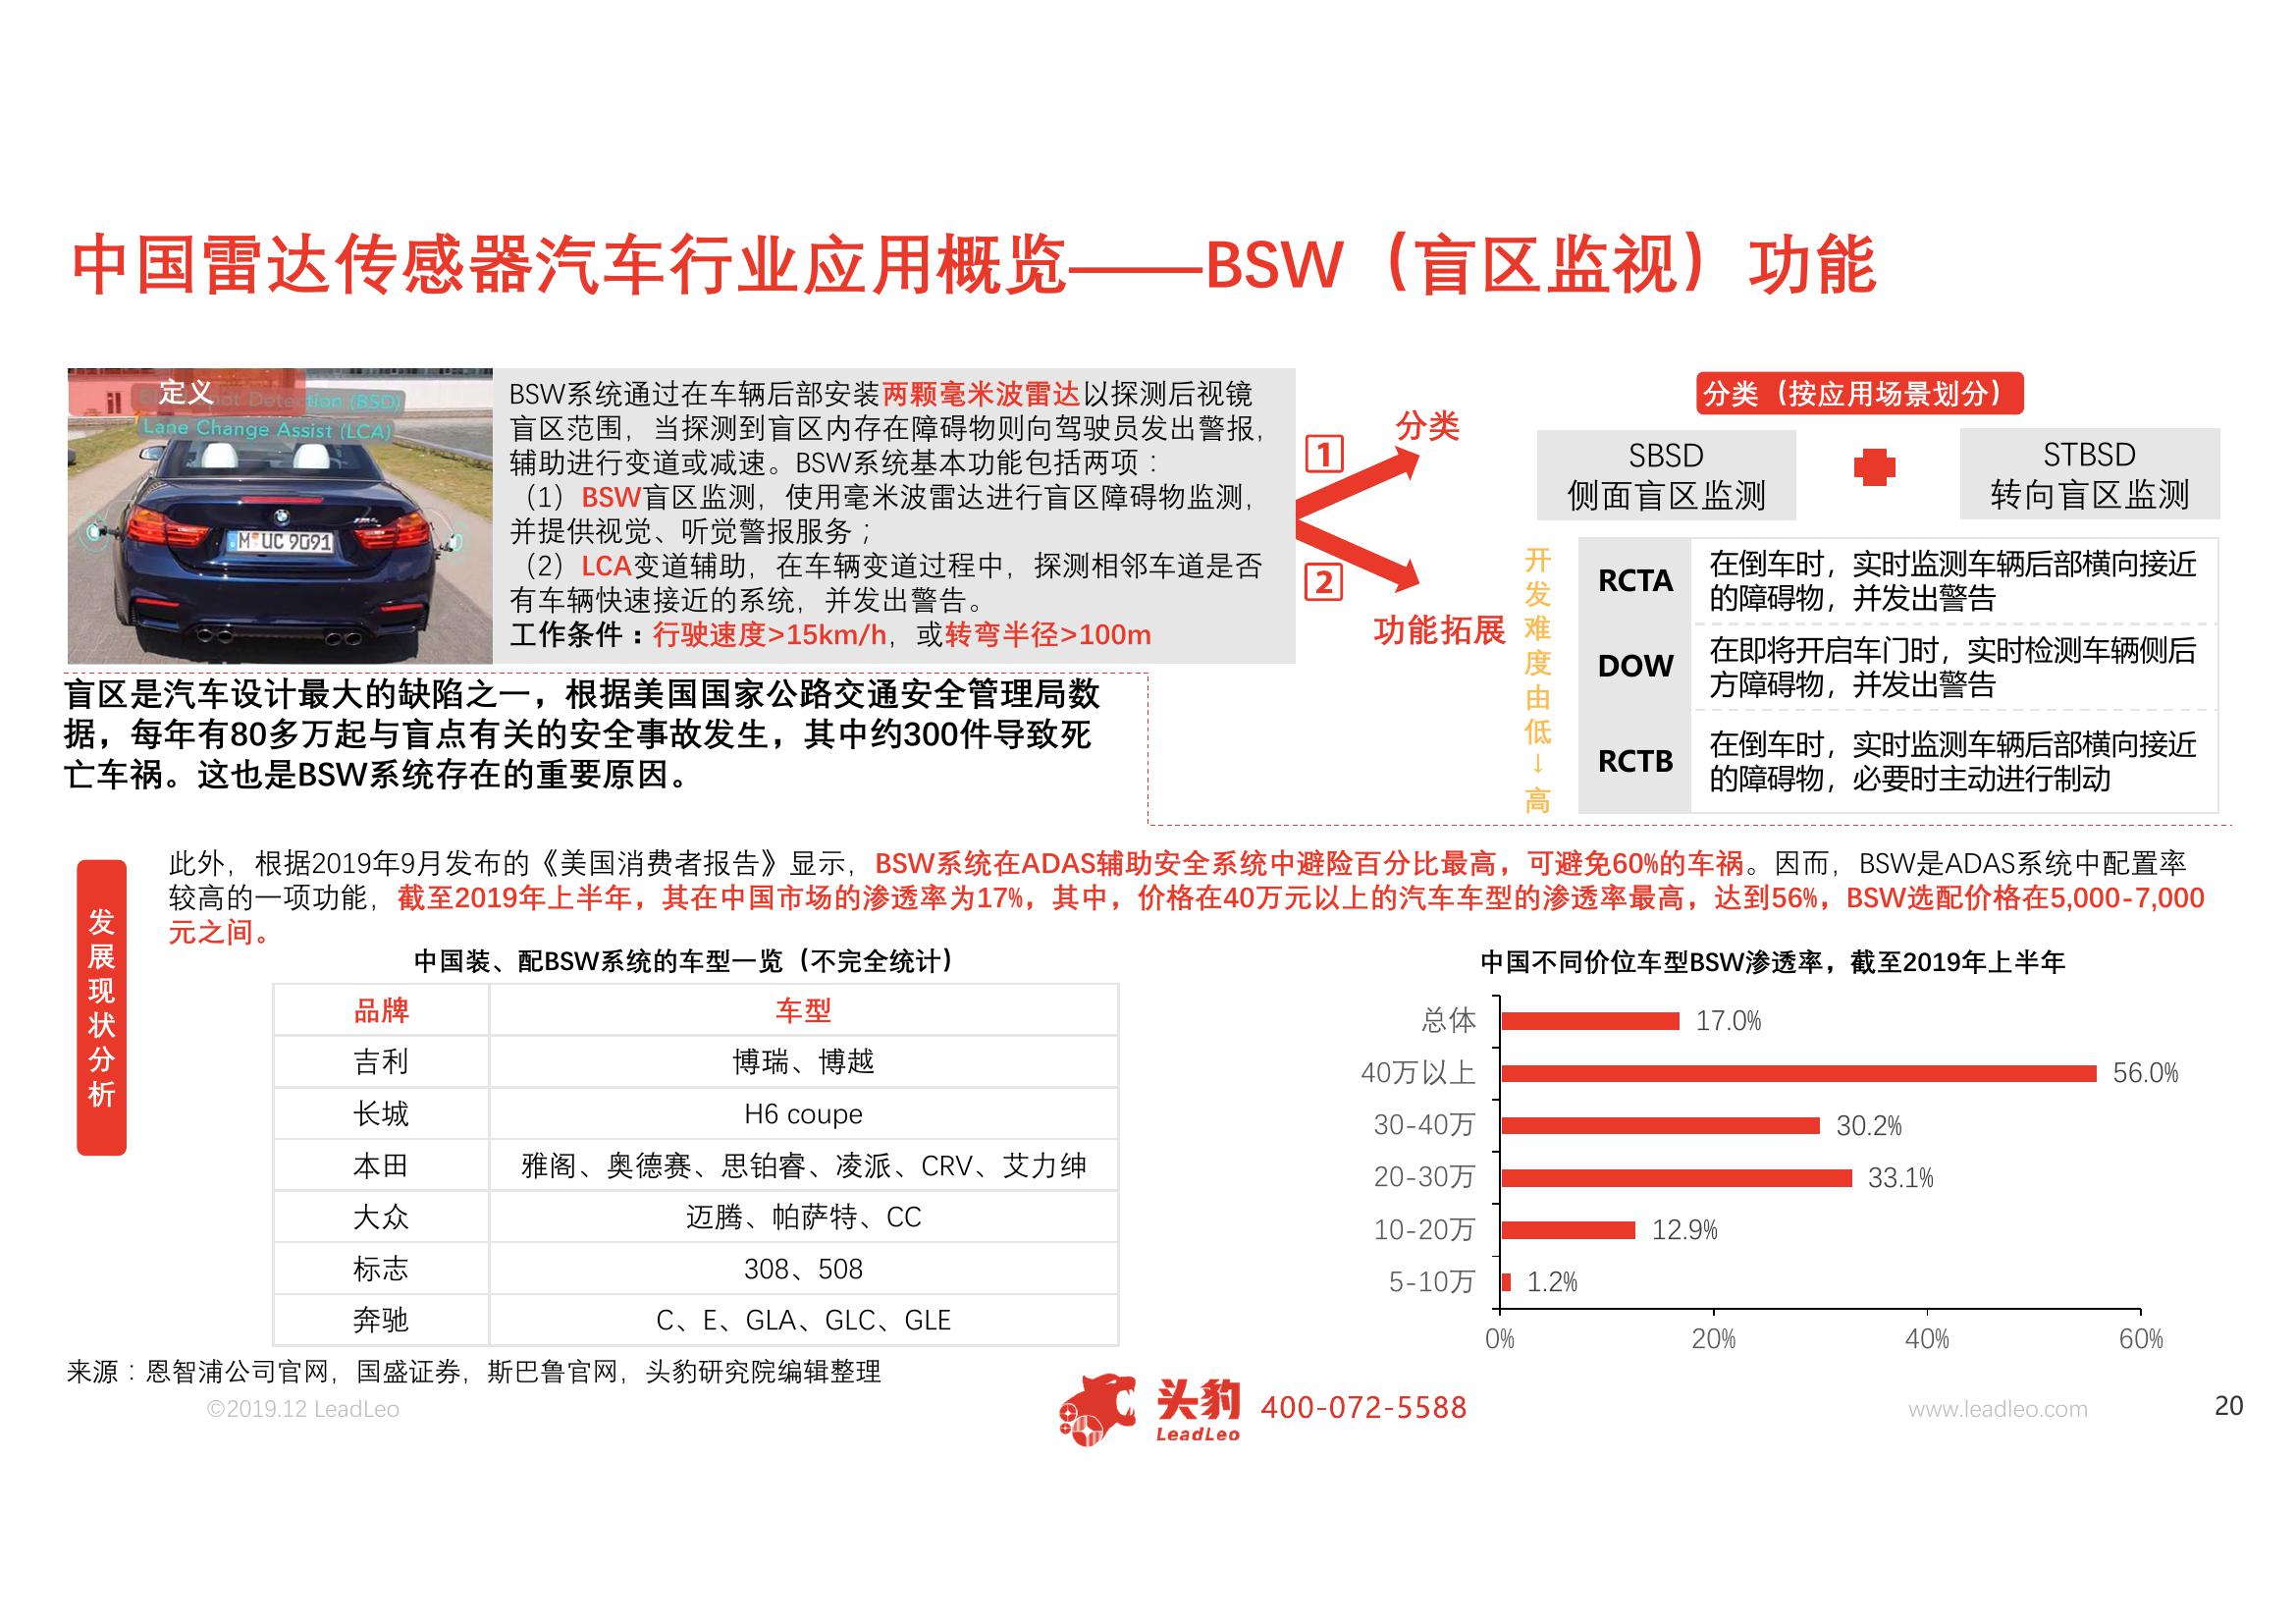 中国雷达传感器汽车行业应用概览——BSW（盲区监视）功能
定义
tion (BSD)
Lane Change Assist (LCA)
M UC 9091
BSW系统通过在车辆后部安装两颗毫米波雷达以探测后视镜
盲区范围，当探测到盲区内存在障碍物则向驾驶员发出警报，
辅助进行变道或减速。BSW系统基本功能包括两项：
（1）BSW盲区监测，使用毫米波雷达进行盲区障碍物监测，
并提供视觉、听觉警报服务；
（2）LCA变道辅助，在车辆变道过程中，探测相邻车道是否
有车辆快速接近的系统，并发出警告。
工作条件：行驶速度>15km/h，或转弯半径>100m
1
分类
2
功能拓展
分类（按应用场景划分）
SBSD
侧面盲区监测
STBSD
转向盲区监测
开发难度由低↓高
RCTA
在倒车时，实时监测车辆后部横向接近
的障碍物，并发出警告
DOW
在即将开启车门时，实时检测车辆侧后
方障碍物，并发出警告
RCTB
在倒车时，实时监测车辆后部横向接近
的障碍物，必要时主动进行制动
盲区是汽车设计最大的缺陷之一，根据美国国家公路交通安全管理局数
据，每年有80多万起与盲点有关的安全事故发生，其中约300件导致死
亡车祸。这也是BSW系统存在的重要原因。
发展现状分析
此外，根据2019年9月发布的《美国消费者报告》显示，BSW系统在ADAS辅助安全系统中避险百分比最高，可避免60%的车祸。因而，BSW是ADAS系统中配置率
较高的一项功能，截至2019年上半年，其在中国市场的渗透率为17%，其中，价格在40万元以上的汽车车型的渗透率最高，达到56%，BSW选配价格在5,000-7,000
元之间。
中国装、配BSW系统的车型一览（不完全统计）
品牌 车型
吉利 博瑞、博越
长城 H6 coupe
本田 雅阁、奥德赛、思铂睿、凌派、CRV、艾力绅
大众 迈腾、帕萨特、CC
标志 308、508
奔驰 C、E、GLA、GLC、GLE
中国不同价位车型BSW渗透率，截至2019年上半年
总体 17.0%
40万以上 56.0%
30-40万 30.2%
20-30万 33.1%
10-20万 12.9%
5-10万 1.2%
0% 20% 40% 60%
来源：恩智浦公司官网，国盛证券，斯巴鲁官网，头豹研究院编辑整理
©2019.12 LeadLeo
头豹
LeadLeo
400-072-5588
www.leadleo.com
20